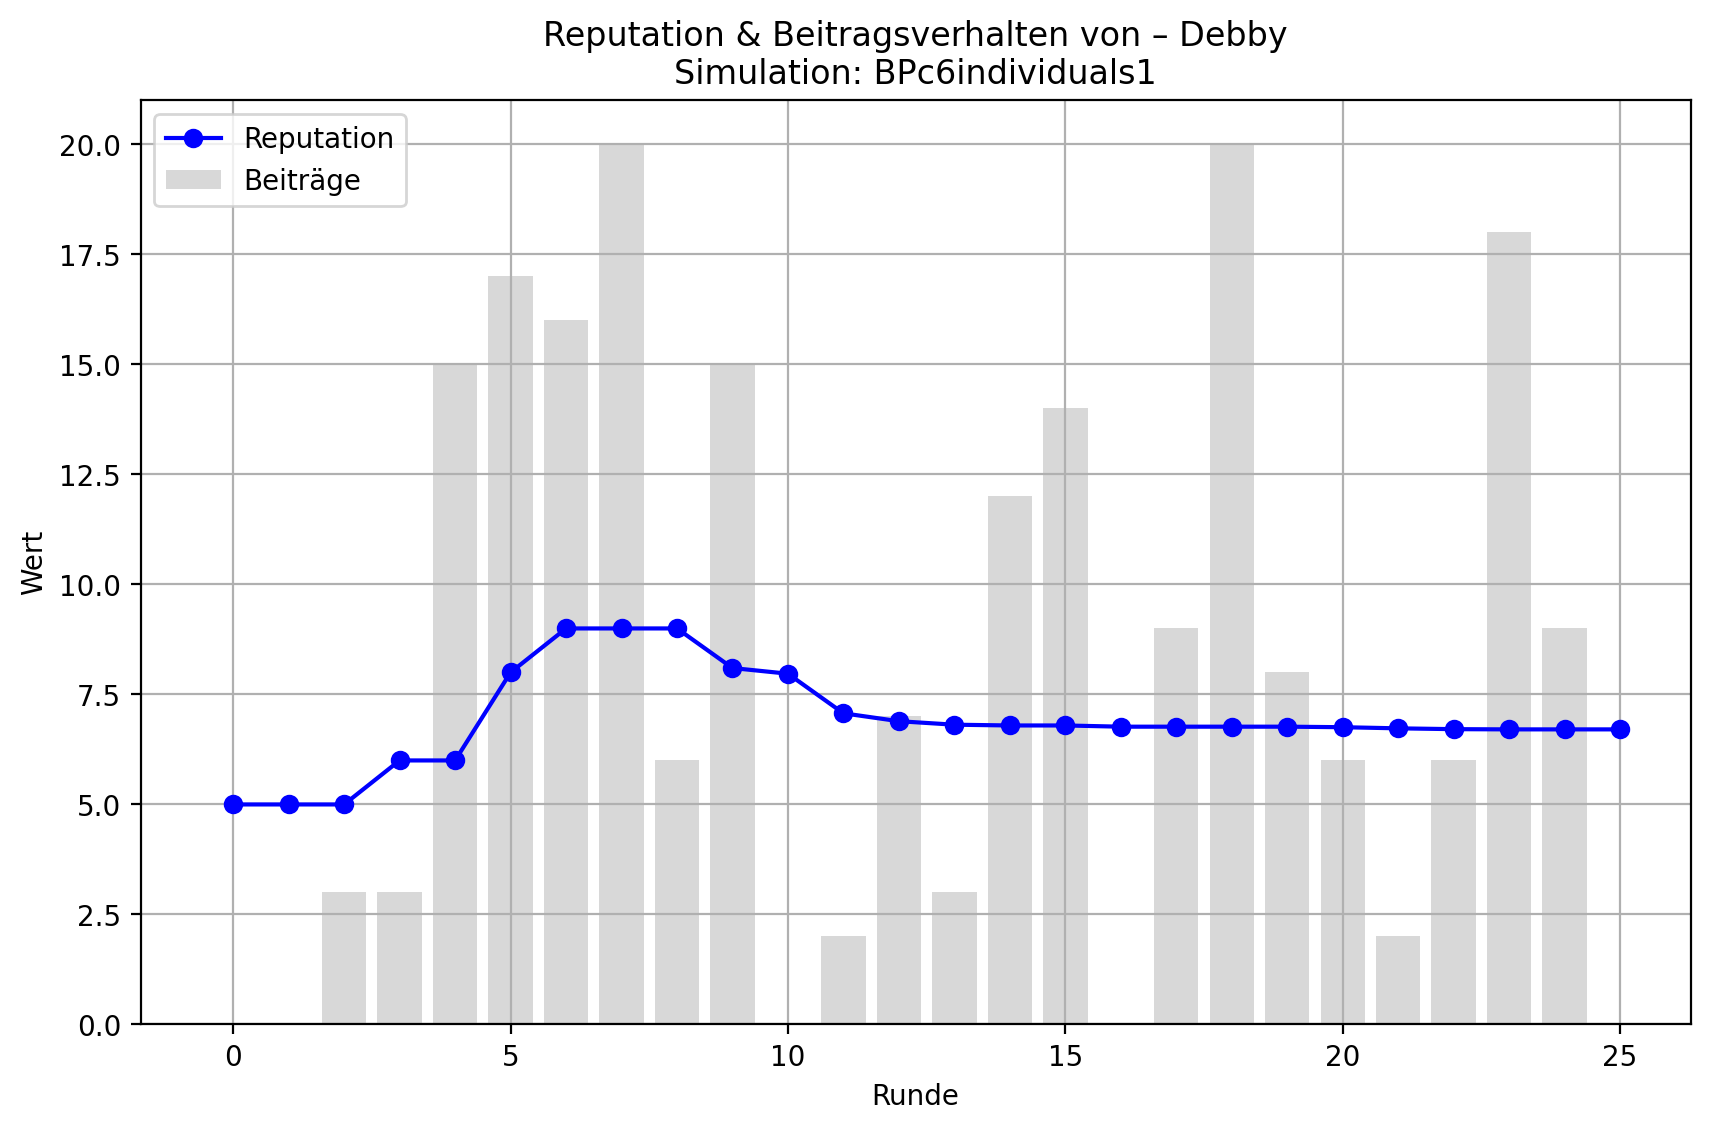 Reputation & Beitragsverhalten von – Debby
Simulation: BPc6individuals1
Reputation
Beiträge
20.0
17.5
15.0
12.5
10.0
7.5
5.0
2.5
0.0
Wert
0 5 10 15 20 25
Runde